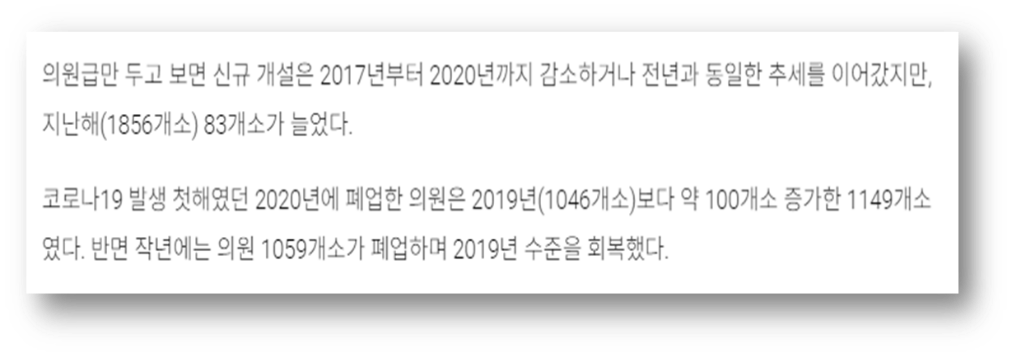 의원급만 두고 보면 신규 개설은 2017년부터 2020년까지 감소하거나 전년과 동일한 추세를 이어갔지만,
지난해(1856개소) 83개소가 늘었다.
코로나19 발생 첫해였던 2020년에 폐업한 의원은 2019년(1046개소)보다 약 100개소 증가한 1149개소
였다. 반면 작년에는 의원 1059개소가 폐업하며 2019년 수준을 회복했다.